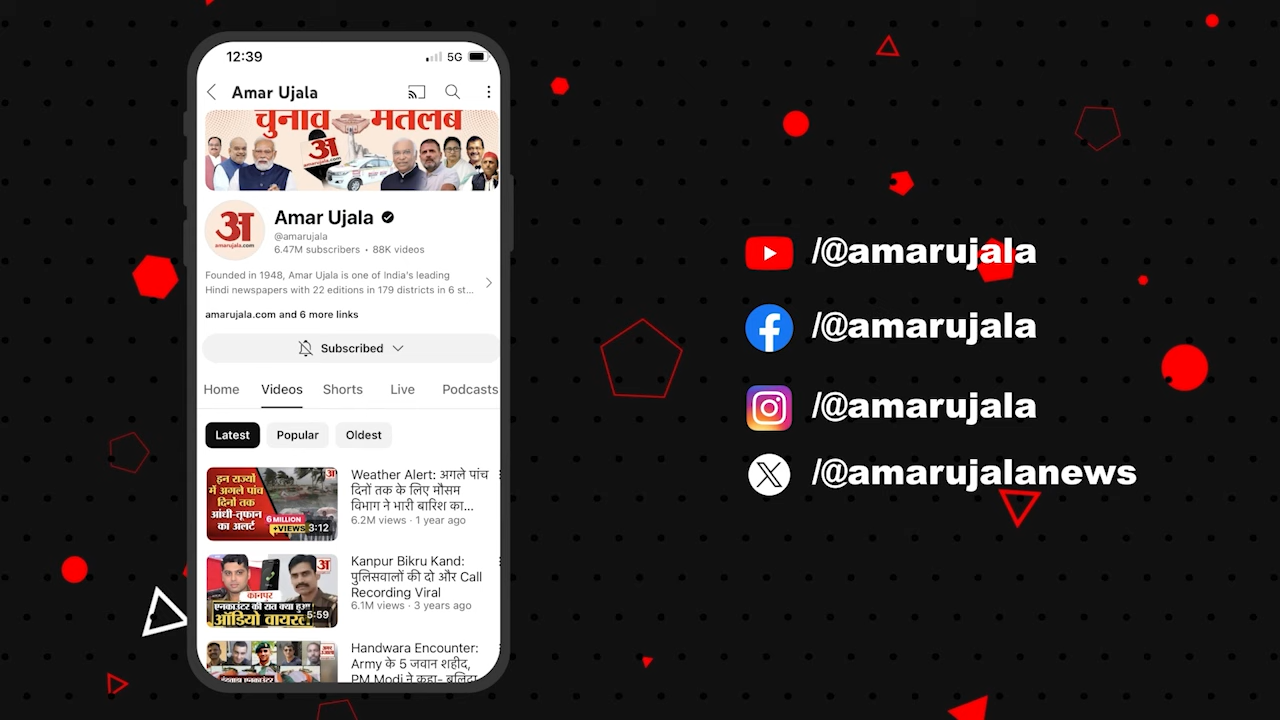 12:39
5G
Amar Ujala
चुनाव मतलब
अ
amarujala.com
अ
amarujala.com
Amar Ujala
@amarujala
6.47M subscribers • 88K videos
Founded in 1948, Amar Ujala is one of India's leading
Hindi newspapers with 22 editions in 179 districts in 6 st...
amarujala.com and 6 more links
Subscribed
Home Videos Shorts Live Podcasts
Latest Popular Oldest
इन राज्यों
में अगले पांच
दिनों तक
आंधी-तूफान
का अलर्ट
अ
6 MILLION
+VIEWS
3:12
Weather Alert: अगले पांच
दिनों तक के लिए मौसम
विभाग ने भारी बारिश का...
6.2M views · 1 year ago
अ
कानपुर
एनकाउंटर की रात क्या हुआ
ऑडियो वायरल
5:59
Kanpur Bikru Kand:
पुलिसवालों की दो और Call
Recording Viral
6.1M views · 3 years ago
Handwara Encounter:
Army के 5 जवान शहीद,
PM Modi ने कहा- बलिदा
/@amarujala
/@amarujala
/@amarujala
/@amarujalanews